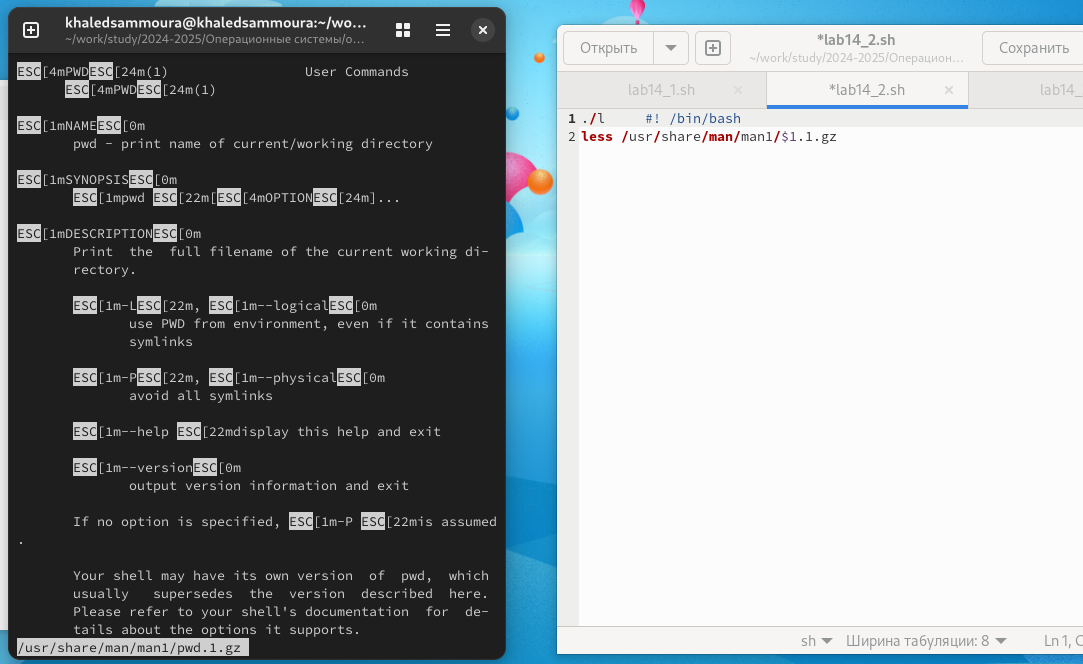 khaledsammoura@khaledsammoura:~/wo...
~/work/study/2024-2025/Операционные системы/о...
ESC[4mPWDESC[24m(1) User Commands
ESC[4mPWDESC[24m(1)
ESC[1mNAMEESC[0m
pwd - print name of current/working directory
ESC[1mSYNOPSISESC[0m
ESC[1mpwd ESC[22m[ESC[4mOPTIONESC[24m]...
ESC[1mDESCRIPTIONESC[0m
Print the full filename of the current working di-
rectory.
ESC[1m-LESC[22m, ESC[1m--logicalESC[0m
use PWD from environment, even if it contains
symlinks
ESC[1m-PESC[22m, ESC[1m--physicalESC[0m
avoid all symlinks
ESC[1m--help ESC[22mdisplay this help and exit
ESC[1m--versionESC[0m
output version information and exit
If no option is specified, ESC[1m-P ESC[22mis assumed
.
Your shell may have its own version of pwd, which
usually supersedes the version described here.
Please refer to your shell's documentation for de-
tails about the options it supports.
/usr/share/man/man1/pwd.1.gz
Открыть
*lab14_2.sh
~/work/study/2024-2025/Операцион...
Сохранить
lab14_1.sh
*lab14_2.sh
lab14_
1 ./l #! /bin/bash
2 less /usr/share/man/man1/$1.1.gz
sh
Ширина табуляции: 8
Ln 1, C